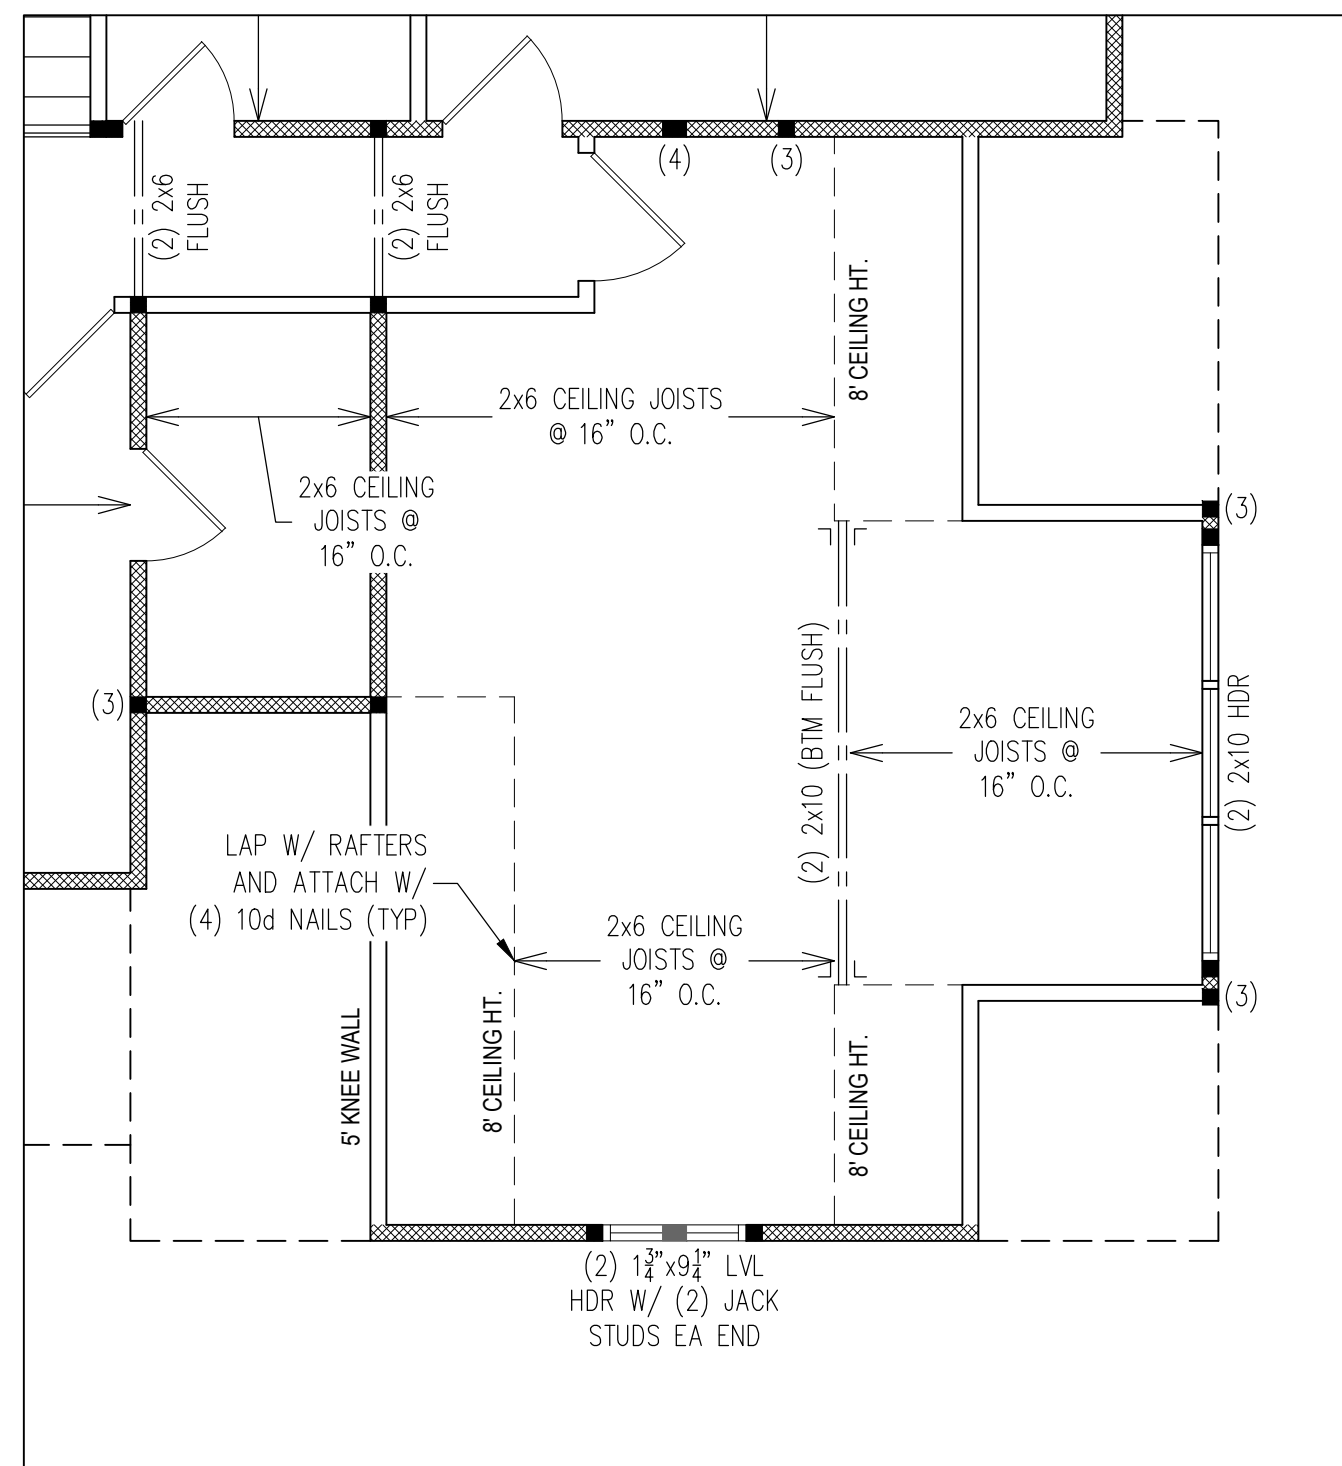 (4)
(3)
(2) 2x6
FLUSH
(2) 2x6
FLUSH
8' CEILING HT.
2x6 CEILING JOISTS
@ 16" O.C.
2x6 CEILING
JOISTS @
16" O.C.
(3)
(2) 2x10 (BTM FLUSH)
2x6 CEILING
JOISTS @
16" O.C.
(2) 2x10 HDR
(3)
LAP W/ RAFTERS
AND ATTACH W/
(4) 10d NAILS (TYP)
2x6 CEILING
JOISTS @
16" O.C.
(3)
5' KNEE WALL
8' CEILING HT.
8' CEILING HT.
(2) 1¾"x9¼" LVL
HDR W/ (2) JACK
STUDS EA END